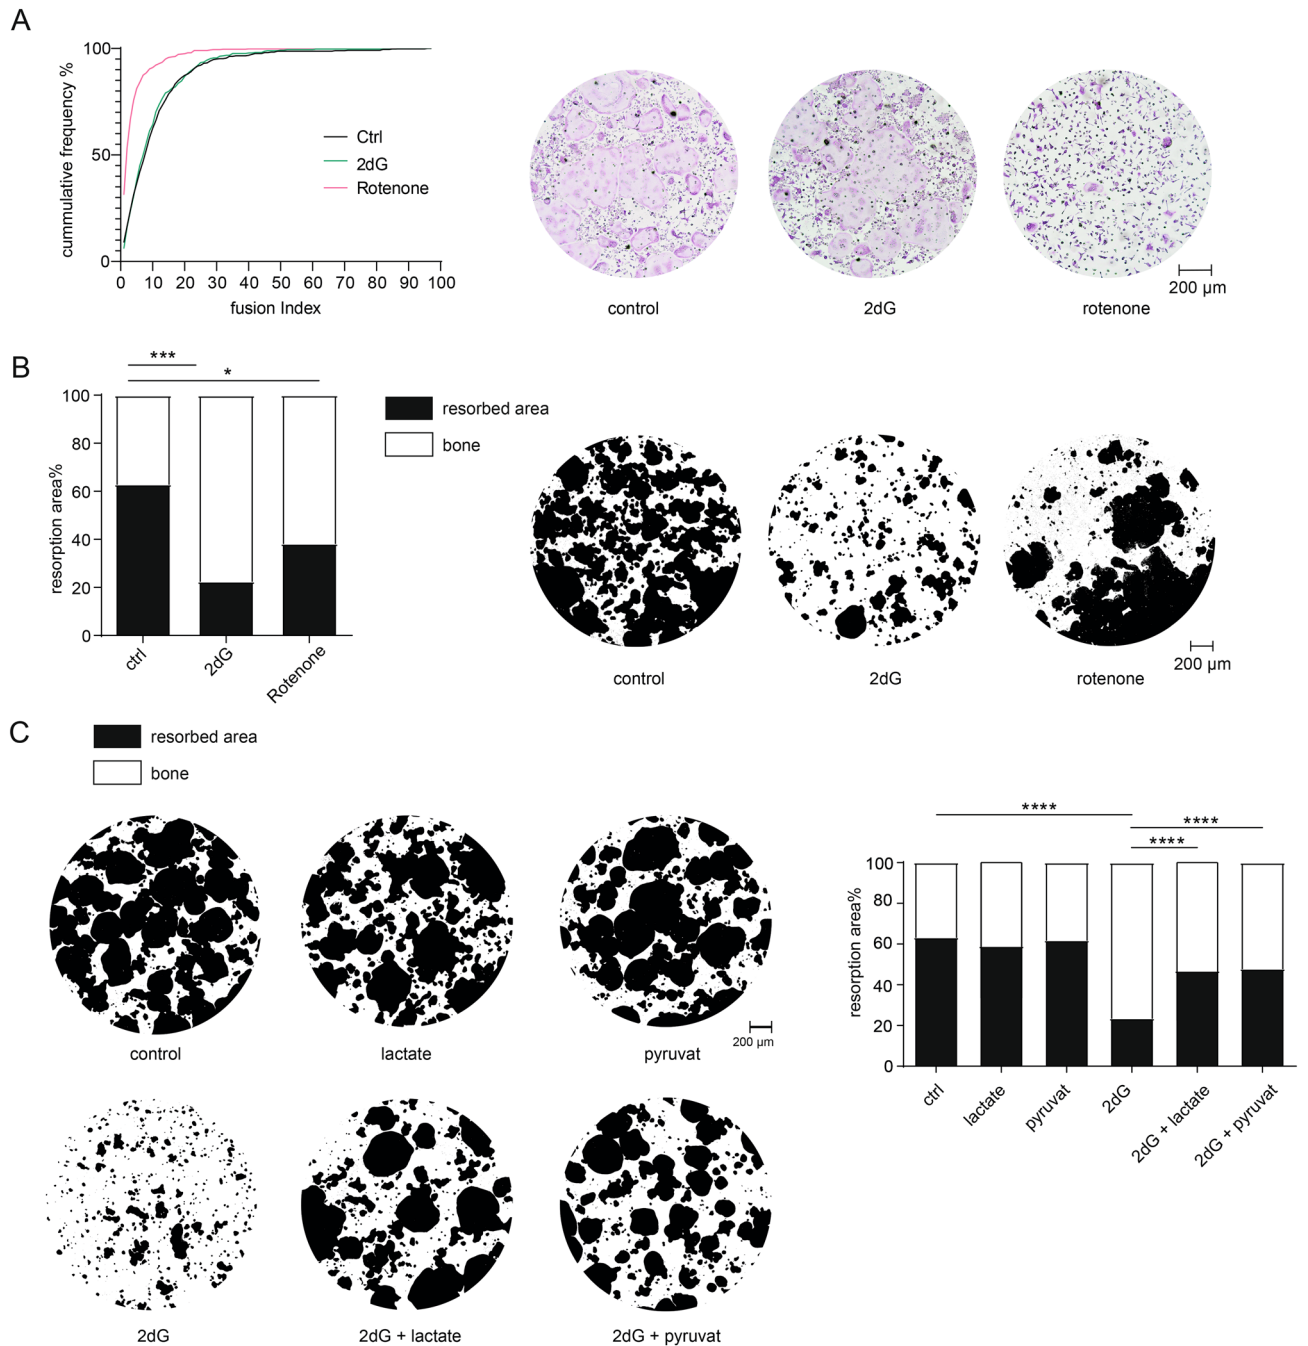 A
cummulative frequency %
100
50
0
0 10 20 30 40 50 60 70 80 90 100
fusion Index
Ctrl
2dG
Rotenone
control
2dG
rotenone
200 µm
B
***
*
resorption area%
100
80
60
40
20
0
ctrl
2dG
Rotenone
resorbed area
bone
control
2dG
rotenone
200 µm
C
resorbed area
bone
control
lactate
pyruvat
200 µm
2dG
2dG + lactate
2dG + pyruvat
****
****
****
resorption area%
100
80
60
40
20
0
ctrl
lactate
pyruvat
2dG
2dG + lactate
2dG + pyruvat